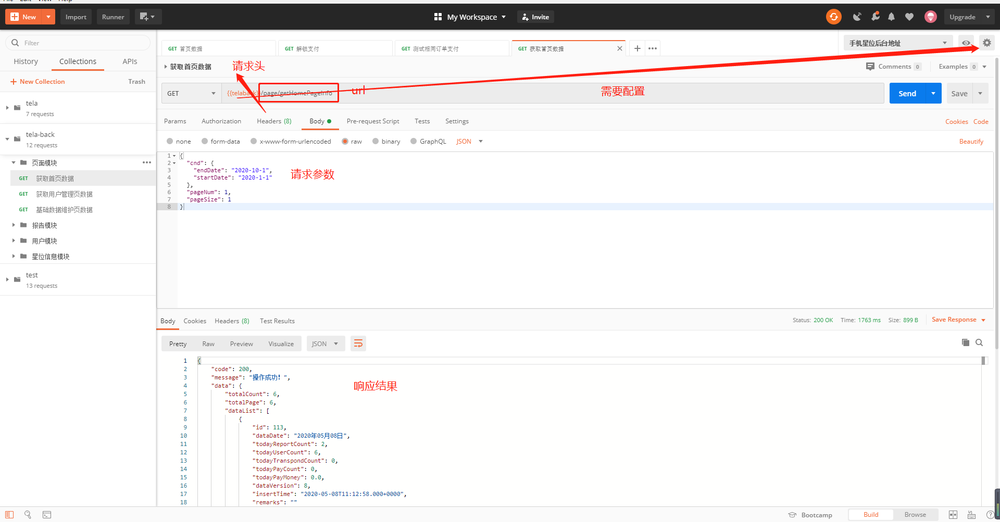 File Edit View Help
New
Import
Runner
My Workspace
Invite
Upgrade
Filter
History
Collections
APIs
New Collection
Trash
tela
7 requests
tela-back
12 requests
页面模块
GET 获取首页数据
GET 获取用户管理页数据
GET 基础数据维护页数据
报告模块
用户模块
星位信息模块
test
13 requests
GET 首页数据
GET 解锁支付
GET 测试相同订单支付
GET 获取首页数据
手机星位后台地址
获取首页数据
请求头
Comments 0
Examples 0
GET
{{telaback}}/page/getHomePageInfo
url
需要配置
Send
Save
Params
Authorization
Headers (8)
Body
Pre-request Script
Tests
Settings
Cookies
Code
none
form-data
x-www-form-urlencoded
raw
binary
GraphQL
JSON
Beautify
1 {
2 "cnd": {
3 "endDate": "2020-10-1",
4 "startDate": "2020-1-1"
5 },
6 "pageNum": 1,
7 "pageSize": 1
8 }
请求参数
Body
Cookies
Headers (8)
Test Results
Status: 200 OK
Time: 1763 ms
Size: 899 B
Save Response
Pretty
Raw
Preview
Visualize
JSON
1 {
2 "code": 200,
3 "message": "操作成功！",
4 "data": {
5 "totalCount": 6,
6 "totalPage": 6,
7 "dataList": [
8 {
9 "id": 113,
10 "dataDate": "2020年05月08日",
11 "todayReportCount": 2,
12 "todayUserCount": 6,
13 "todayTranspondCount": 0,
14 "todayPayCount": 0,
15 "todayPayMoney": 0.0,
16 "dataVersion": 8,
17 "insertTime": "2020-05-08T11:12:58.000+0000",
18 "remarks": ""
响应结果
Bootcamp
Build
Browse